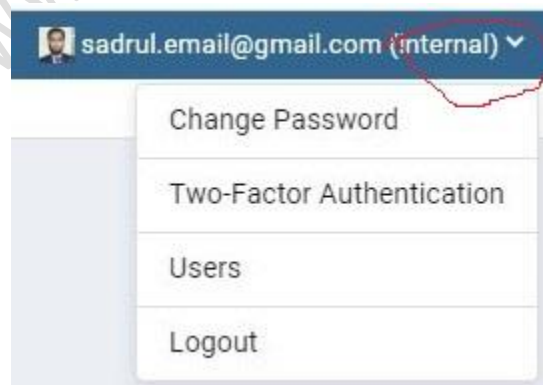 sadrul.email@gmail.com (internal)
Change Password
Two-Factor Authentication
Users
Logout